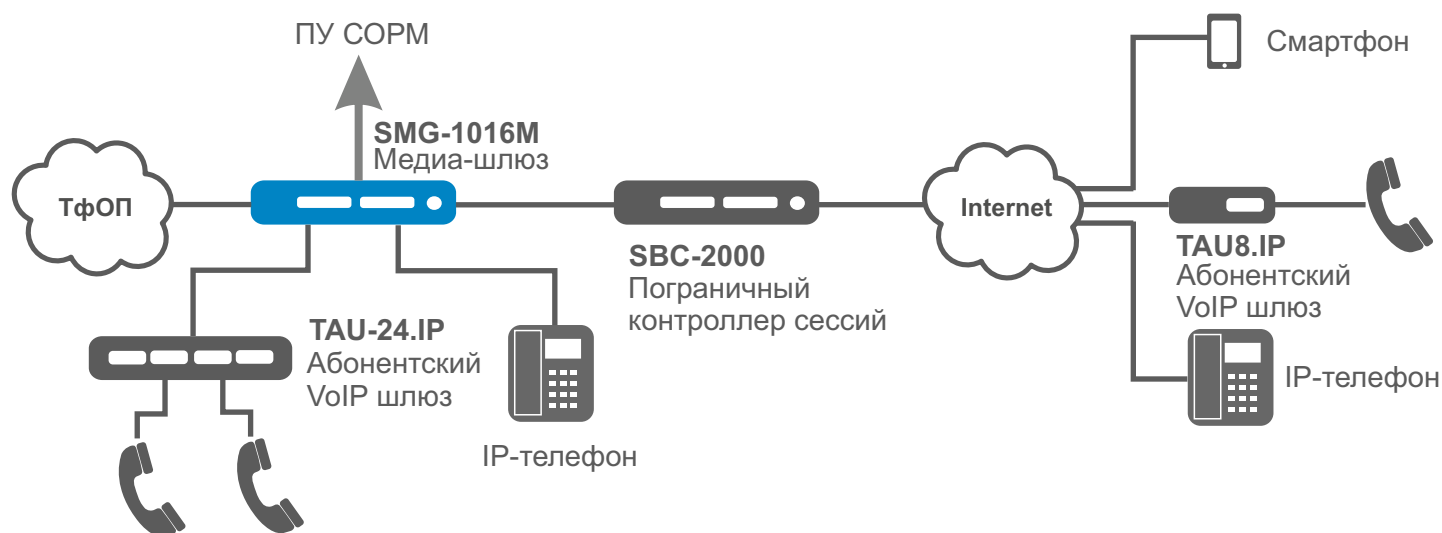 ПУ СОРМ
Смартфон
SMG-1016M
Медиа-шлюз
ТфОП
Internet
SBC-2000
Пограничный
контроллер сессий
TAU8.IP
Абонентский
VoIP шлюз
TAU-24.IP
Абонентский
VoIP шлюз
IP-телефон
IP-телефон